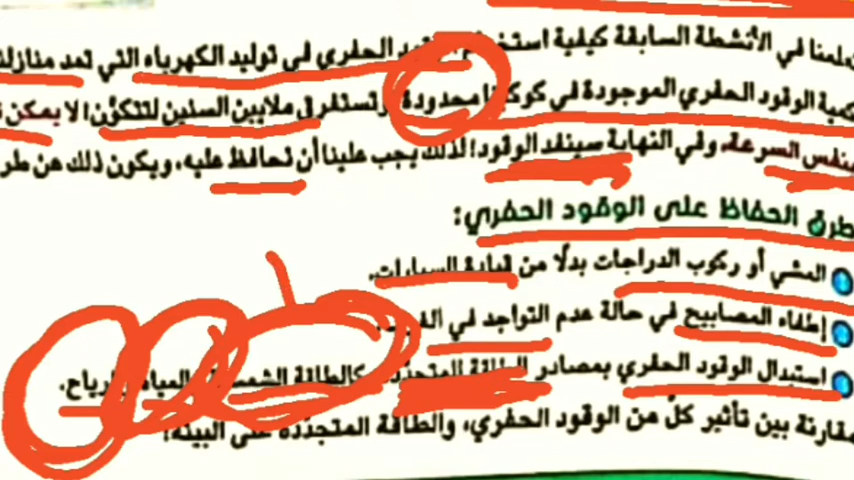 تعلمنا في الأنشطة السابقة كيفية استخدام الوقود الحفري في توليد الكهرباء التي تمد منازلنا
كمية الوقود الحفري الموجودة في كوكبنا محدودة وتستغرق ملايين السنين لتتكوَّن؛ لا يمكن
بنفس السرعة، وفي النهاية سينفد الوقود؛ لذلك يجب علينا أن نحافظ عليه، ويكون ذلك عن طر
طرق الحفاظ على الوقود الحفري:
المشي أو ركوب الدراجات بدلًا من قيادة السيارات.
إطفاء المصابيح في حالة عدم التواجد في
استبدال الوقود الحفري بمصادر الطاقة المتجددة كالطاقة الشمسية والمياه والرياح.
مقارنة بين تأثير كلٍّ من الوقود الحفري، والطاقة المتجددة على البيئة: